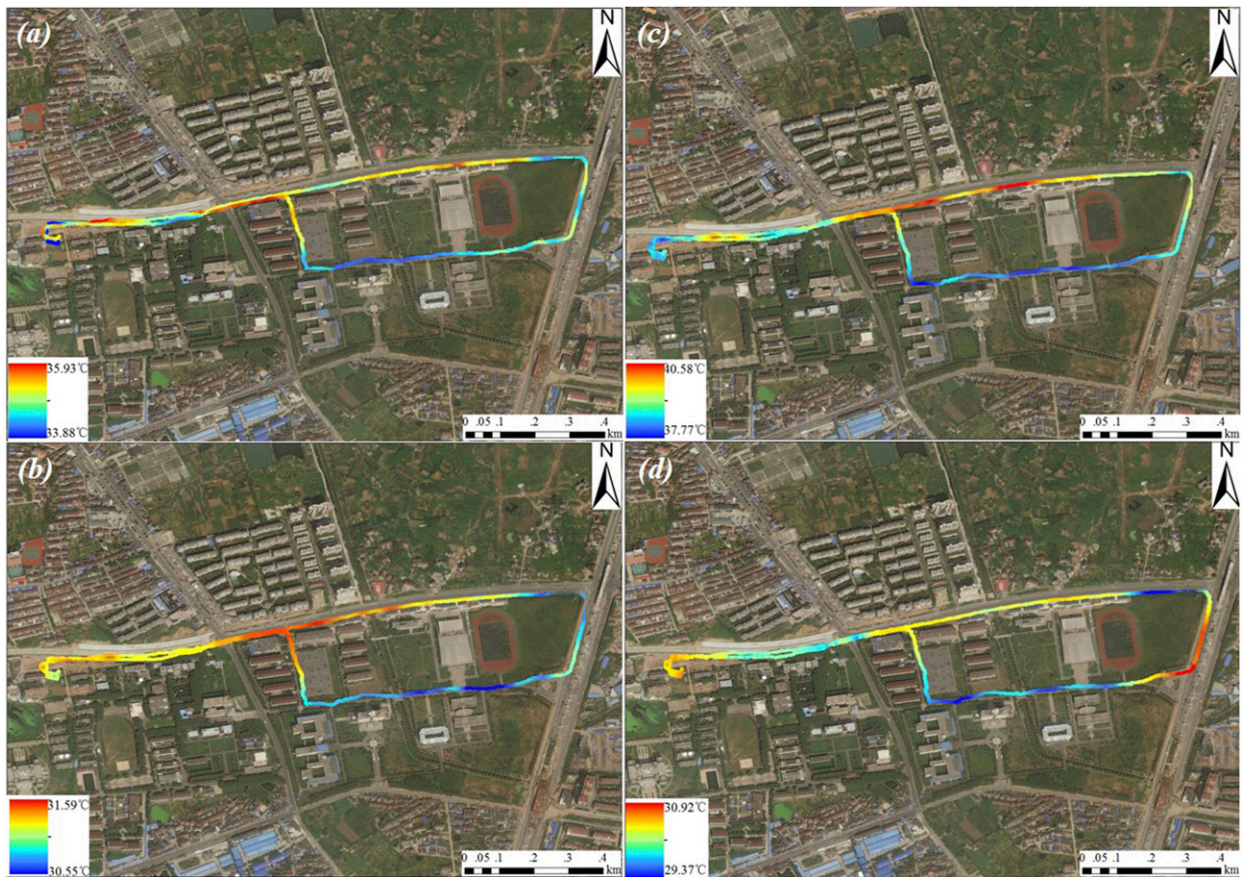 (a)
N
35.93℃
33.88℃
0 .05 .1 .2 .3 .4
km
(c)
N
40.58℃
37.77℃
0 .05 .1 .2 .3 .4
km
(b)
N
31.59℃
30.55℃
0 .05 .1 .2 .3 .4
km
(d)
N
30.92℃
29.37℃
0 .05 .1 .2 .3 .4
km